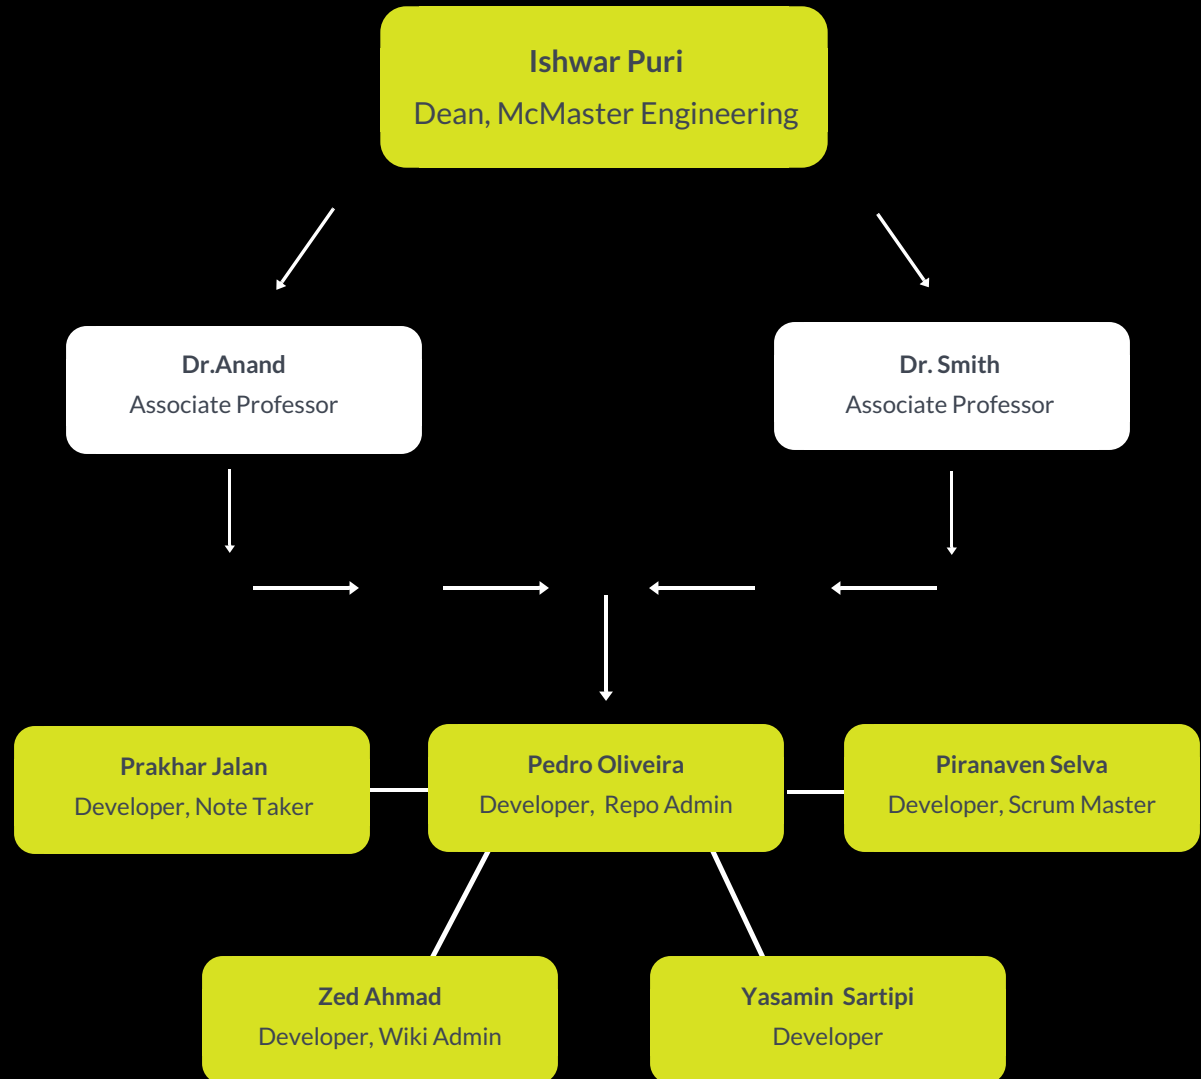 Ishwar Puri
Dean, McMaster Engineering
Dr.Anand
Associate Professor
Dr. Smith
Associate Professor
Prakhar Jalan
Developer, Note Taker
Pedro Oliveira
Developer,  Repo Admin
Piranaven Selva
Developer, Scrum Master
Zed Ahmad
Developer, Wiki Admin
Yasamin  Sartipi
Developer